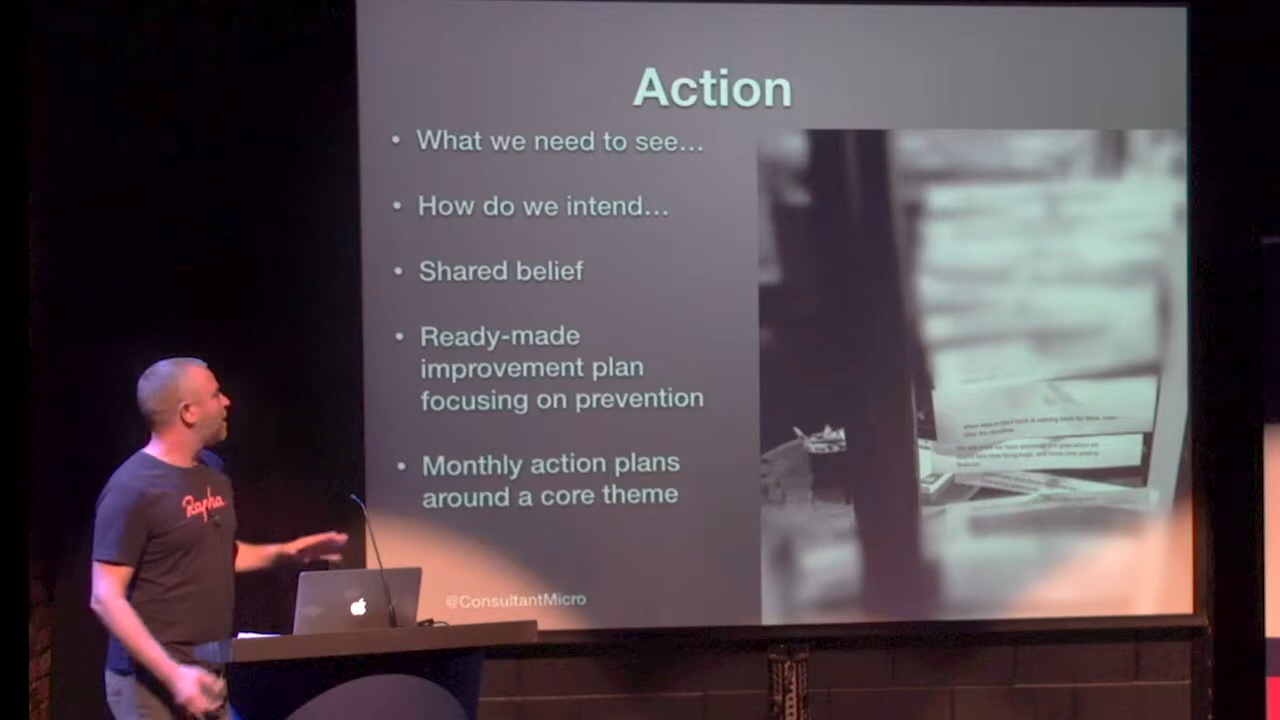 Action
• What we need to see...
• How do we intend...
• Shared belief
• Ready-made
improvement plan
focusing on prevention
• Monthly action plans
around a core theme
@ConsultantMicro
Rapha